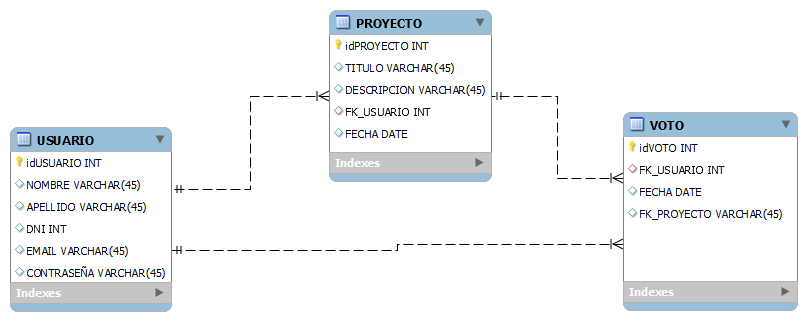 PROYECTO
idPROYECTO INT
TITULO VARCHAR(45)
DESCRIPCION VARCHAR(45)
FK_USUARIO INT
FECHA DATE
Indexes
USUARIO
idUSUARIO INT
NOMBRE VARCHAR(45)
APELLIDO VARCHAR(45)
DNI INT
EMAIL VARCHAR(45)
CONTRASEÑA VARCHAR(45)
Indexes
VOTO
idVOTO INT
FK_USUARIO INT
FECHA DATE
FK_PROYECTO VARCHAR(45)
Indexes